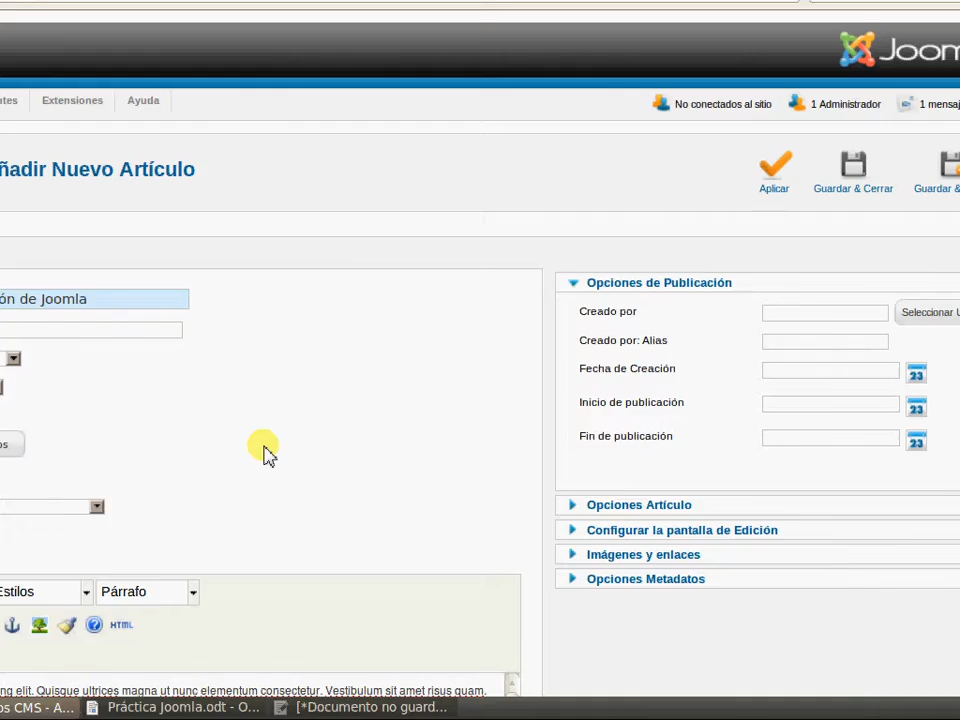 Joom
ntes Extensiones Ayuda No conectados al sitio 1 Administrador 1 mensaj
ñadir Nuevo Artículo
Aplicar Guardar & Cerrar Guardar &
ón de Joomla
Opciones de Publicación
Creado por Seleccionar U
Creado por: Alias
Fecha de Creación 23
Inicio de publicación 23
os
Fin de publicación 23
Opciones Artículo
Configurar la pantalla de Edición
Imágenes y enlaces
Opciones Metadatos
Estilos Párrafo
HTML
ng elit. Quisque ultrices magna ut nunc elementum consectetur. Vestibulum sit amet risus quam.
os CMS - A... Práctica Joomla.odt - O... [*Documento no guard...